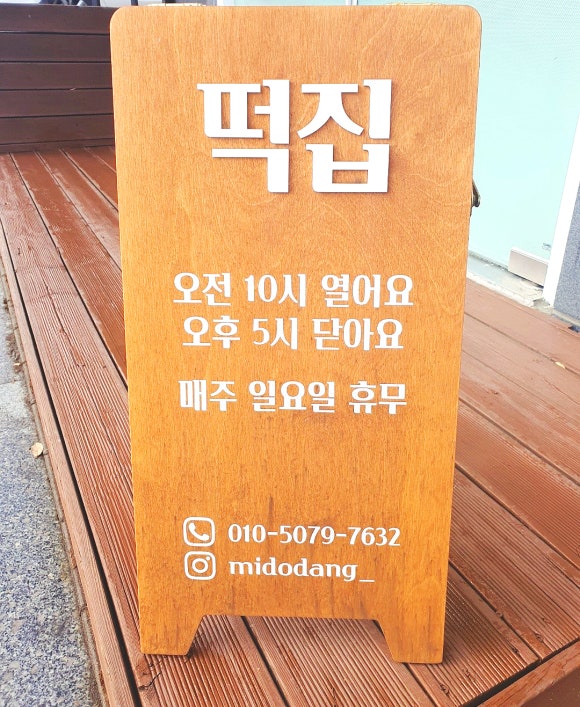 떡집
오전 10시 열어요
오후 5시 닫아요
매주 일요일 휴무
010-5079-7632
midodang_